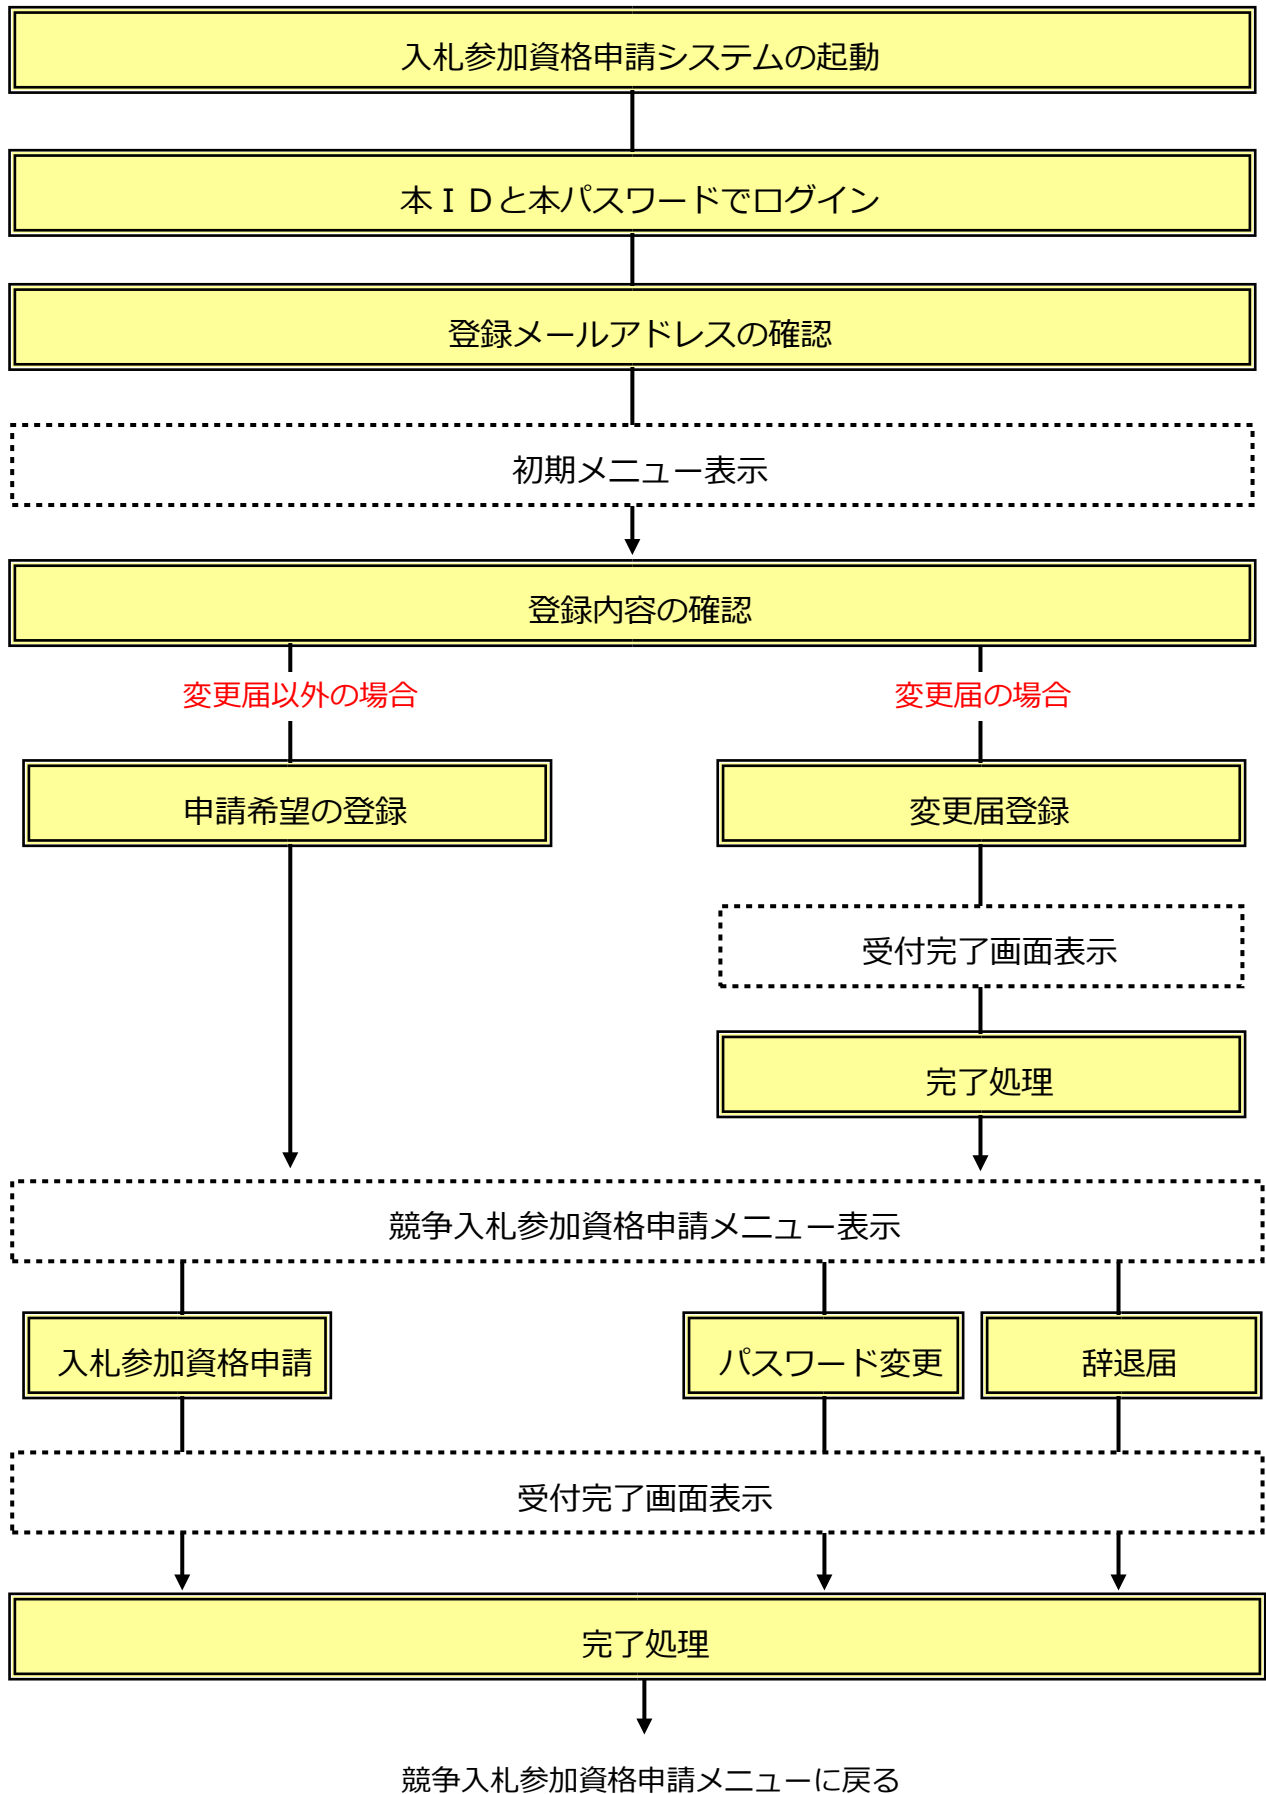 入札参加資格申請システムの起動
本ＩＤと本パスワードでログイン
登録メールアドレスの確認
初期メニュー表示
登録内容の確認
変更届以外の場合
変更届の場合
申請希望の登録
変更届登録
受付完了画面表示
完了処理
競争入札参加資格申請メニュー表示
入札参加資格申請
パスワード変更
辞退届
受付完了画面表示
完了処理
競争入札参加資格申請メニューに戻る